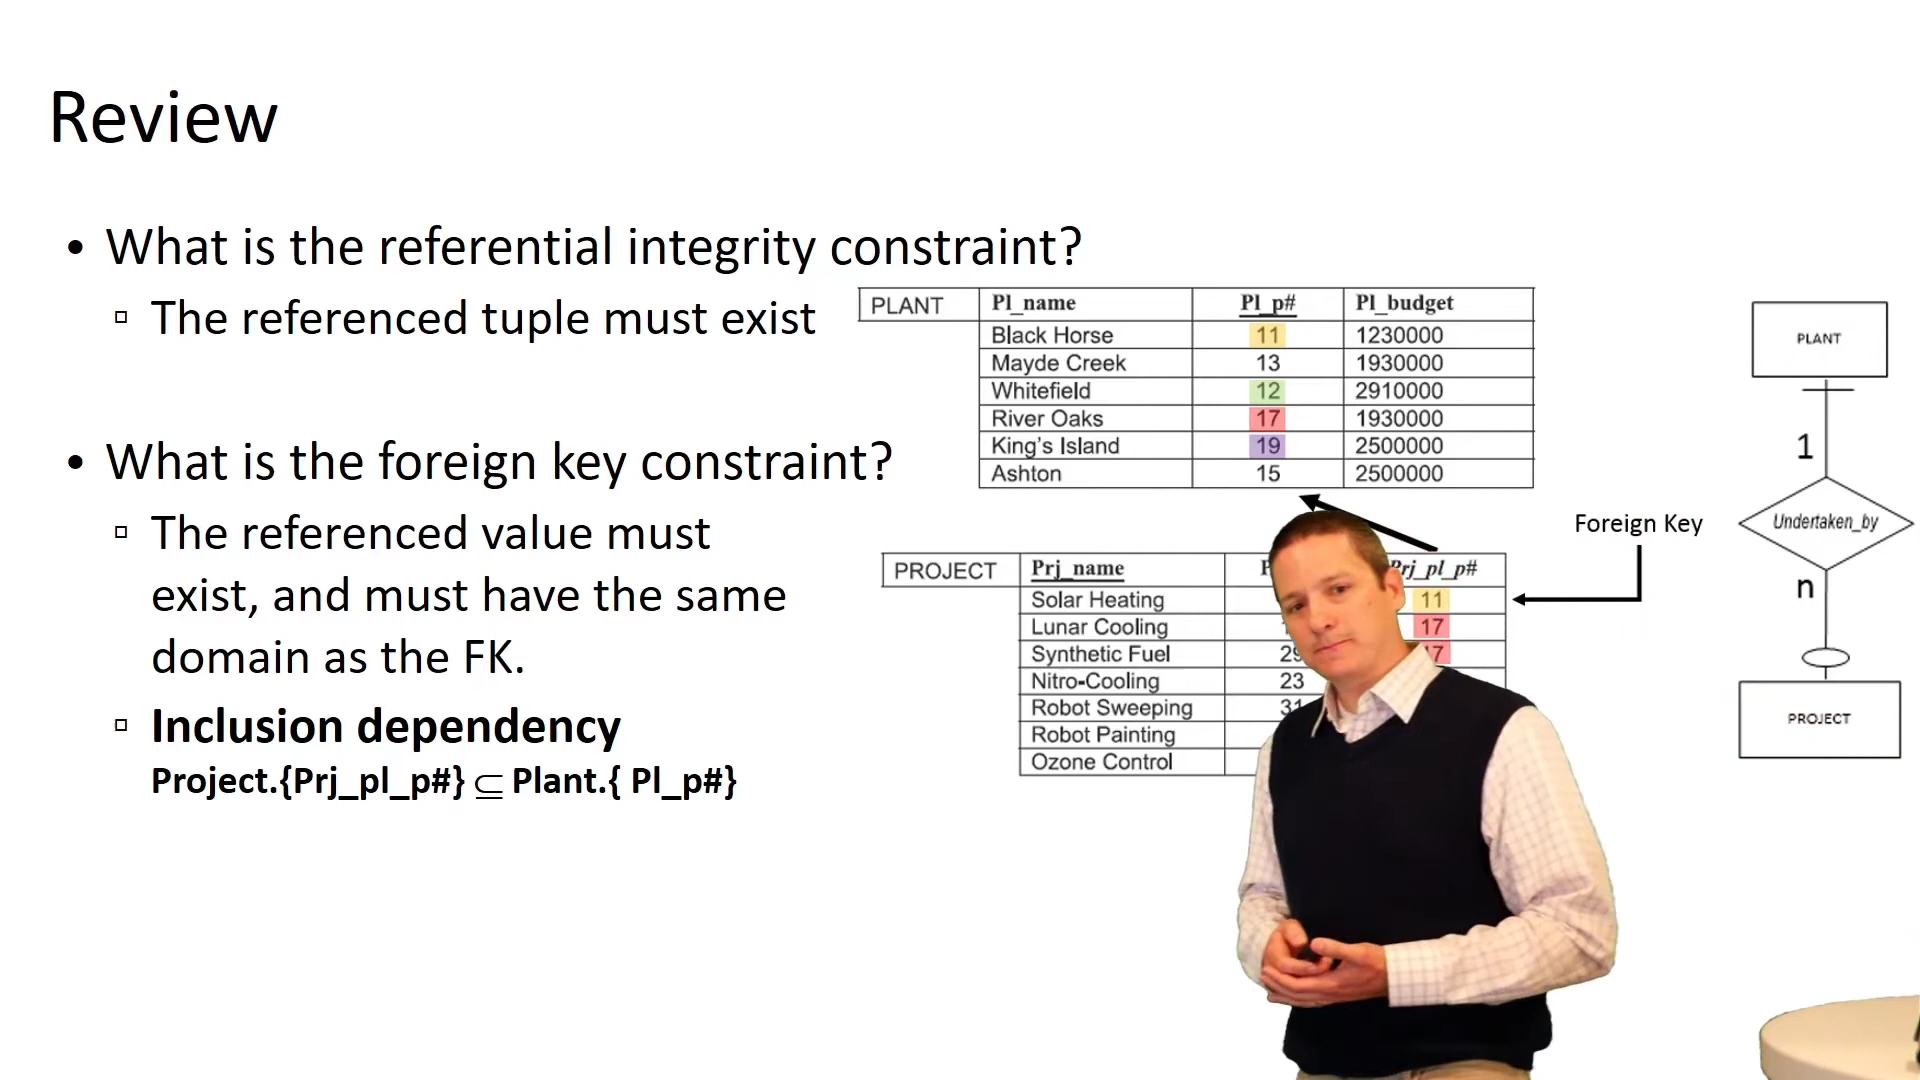 Review
• What is the referential integrity constraint?
▫ The referenced tuple must exist
• What is the foreign key constraint?
▫ The referenced value must
exist, and must have the same
domain as the FK.
▫ Inclusion dependency
Project.{Prj_pl_p#} ⊆ Plant.{ Pl_p#}
PLANT Pl_name Pl_p# Pl_budget
Black Horse 11 1230000
Mayde Creek 13 1930000
Whitefield 12 2910000
River Oaks 17 1930000
King's Island 19 2500000
Ashton 15 2500000
PROJECT Prj_name Prj_pl_p#
Solar Heating 11
Lunar Cooling 17
Synthetic Fuel 17
Nitro-Cooling 23
Robot Sweeping 31
Robot Painting
Ozone Control
Foreign Key
PLANT
1
Undertaken_by
n
PROJECT